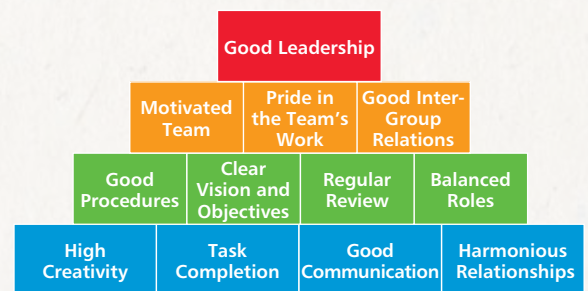 Good Leadership
Motivated
Team
Pride in
the Team's
Work
Good Inter-
Group
Relations
Good
Procedures
Clear
Vision and
Objectives
Regular
Review
Balanced
Roles
High
Creativity
Task
Completion
Good
Communication
Harmonious
Relationships